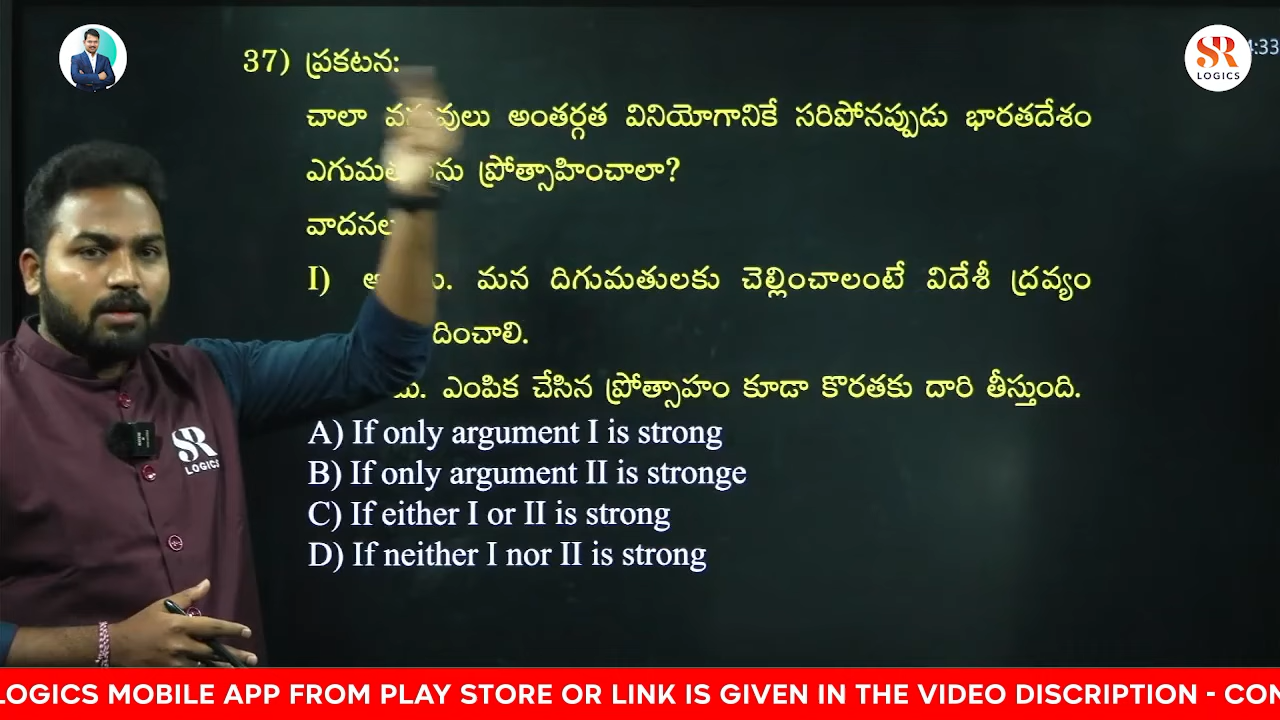 37) ప్రకటన:
చాలా అంతర్గత వినియోగానికే సరిపోనప్పుడు భారతదేశం
ప్రోత్సాహించాలా?
I) మన దిగుమతులకు చెల్లించాలంటే విదేశీ ద్రవ్యం
ఎంపిక చేసిన ప్రోత్సాహం కూడా కొరతకు దారి తీస్తుంది.
A) If only argument I is strong
B) If only argument II is stronge
C) If either I or II is strong
D) If neither I nor II is strong
SR
LOGICS
4:33
SR
LOGICS
LOGICS MOBILE APP FROM PLAY STORE OR LINK IS GIVEN IN THE VIDEO DISCRIPTION - CON